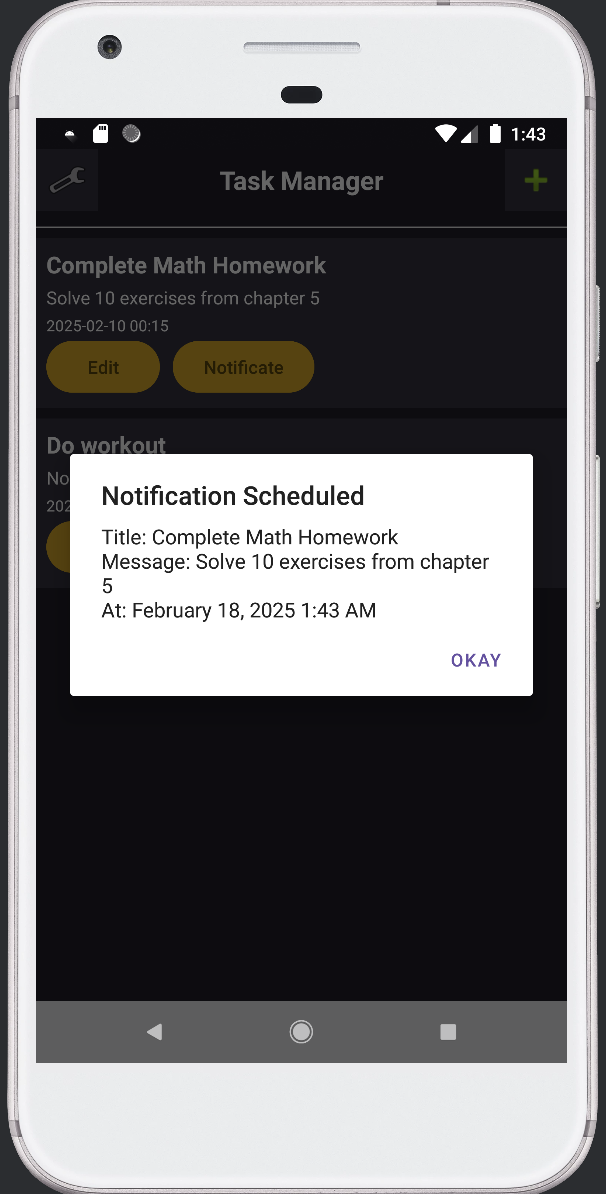 1:43
Task Manager
Complete Math Homework
Solve 10 exercises from chapter 5
2025-02-10 00:15
Edit Notificate
Do workout
No
202
Notification Scheduled
Title: Complete Math Homework
Message: Solve 10 exercises from chapter
5
At: February 18, 2025 1:43 AM
OKAY